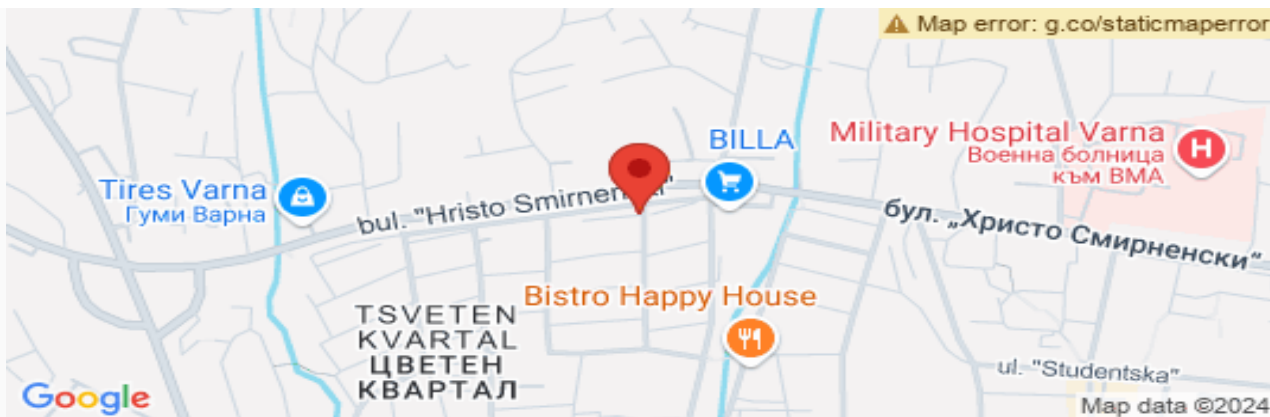 Map error: g.co/staticmaperror
BILLA
Military Hospital Varna
Военна болница
към ВМА
Tires Varna
Гуми Варна
bul. "Hristo Smirnenski"
бул. „Христо Смирненски“
Bistro Happy House
TSVETEN
KVARTAL
ЦВЕТЕН
КВАРТАЛ
ul. "Studentska"
Google
Map data ©2024